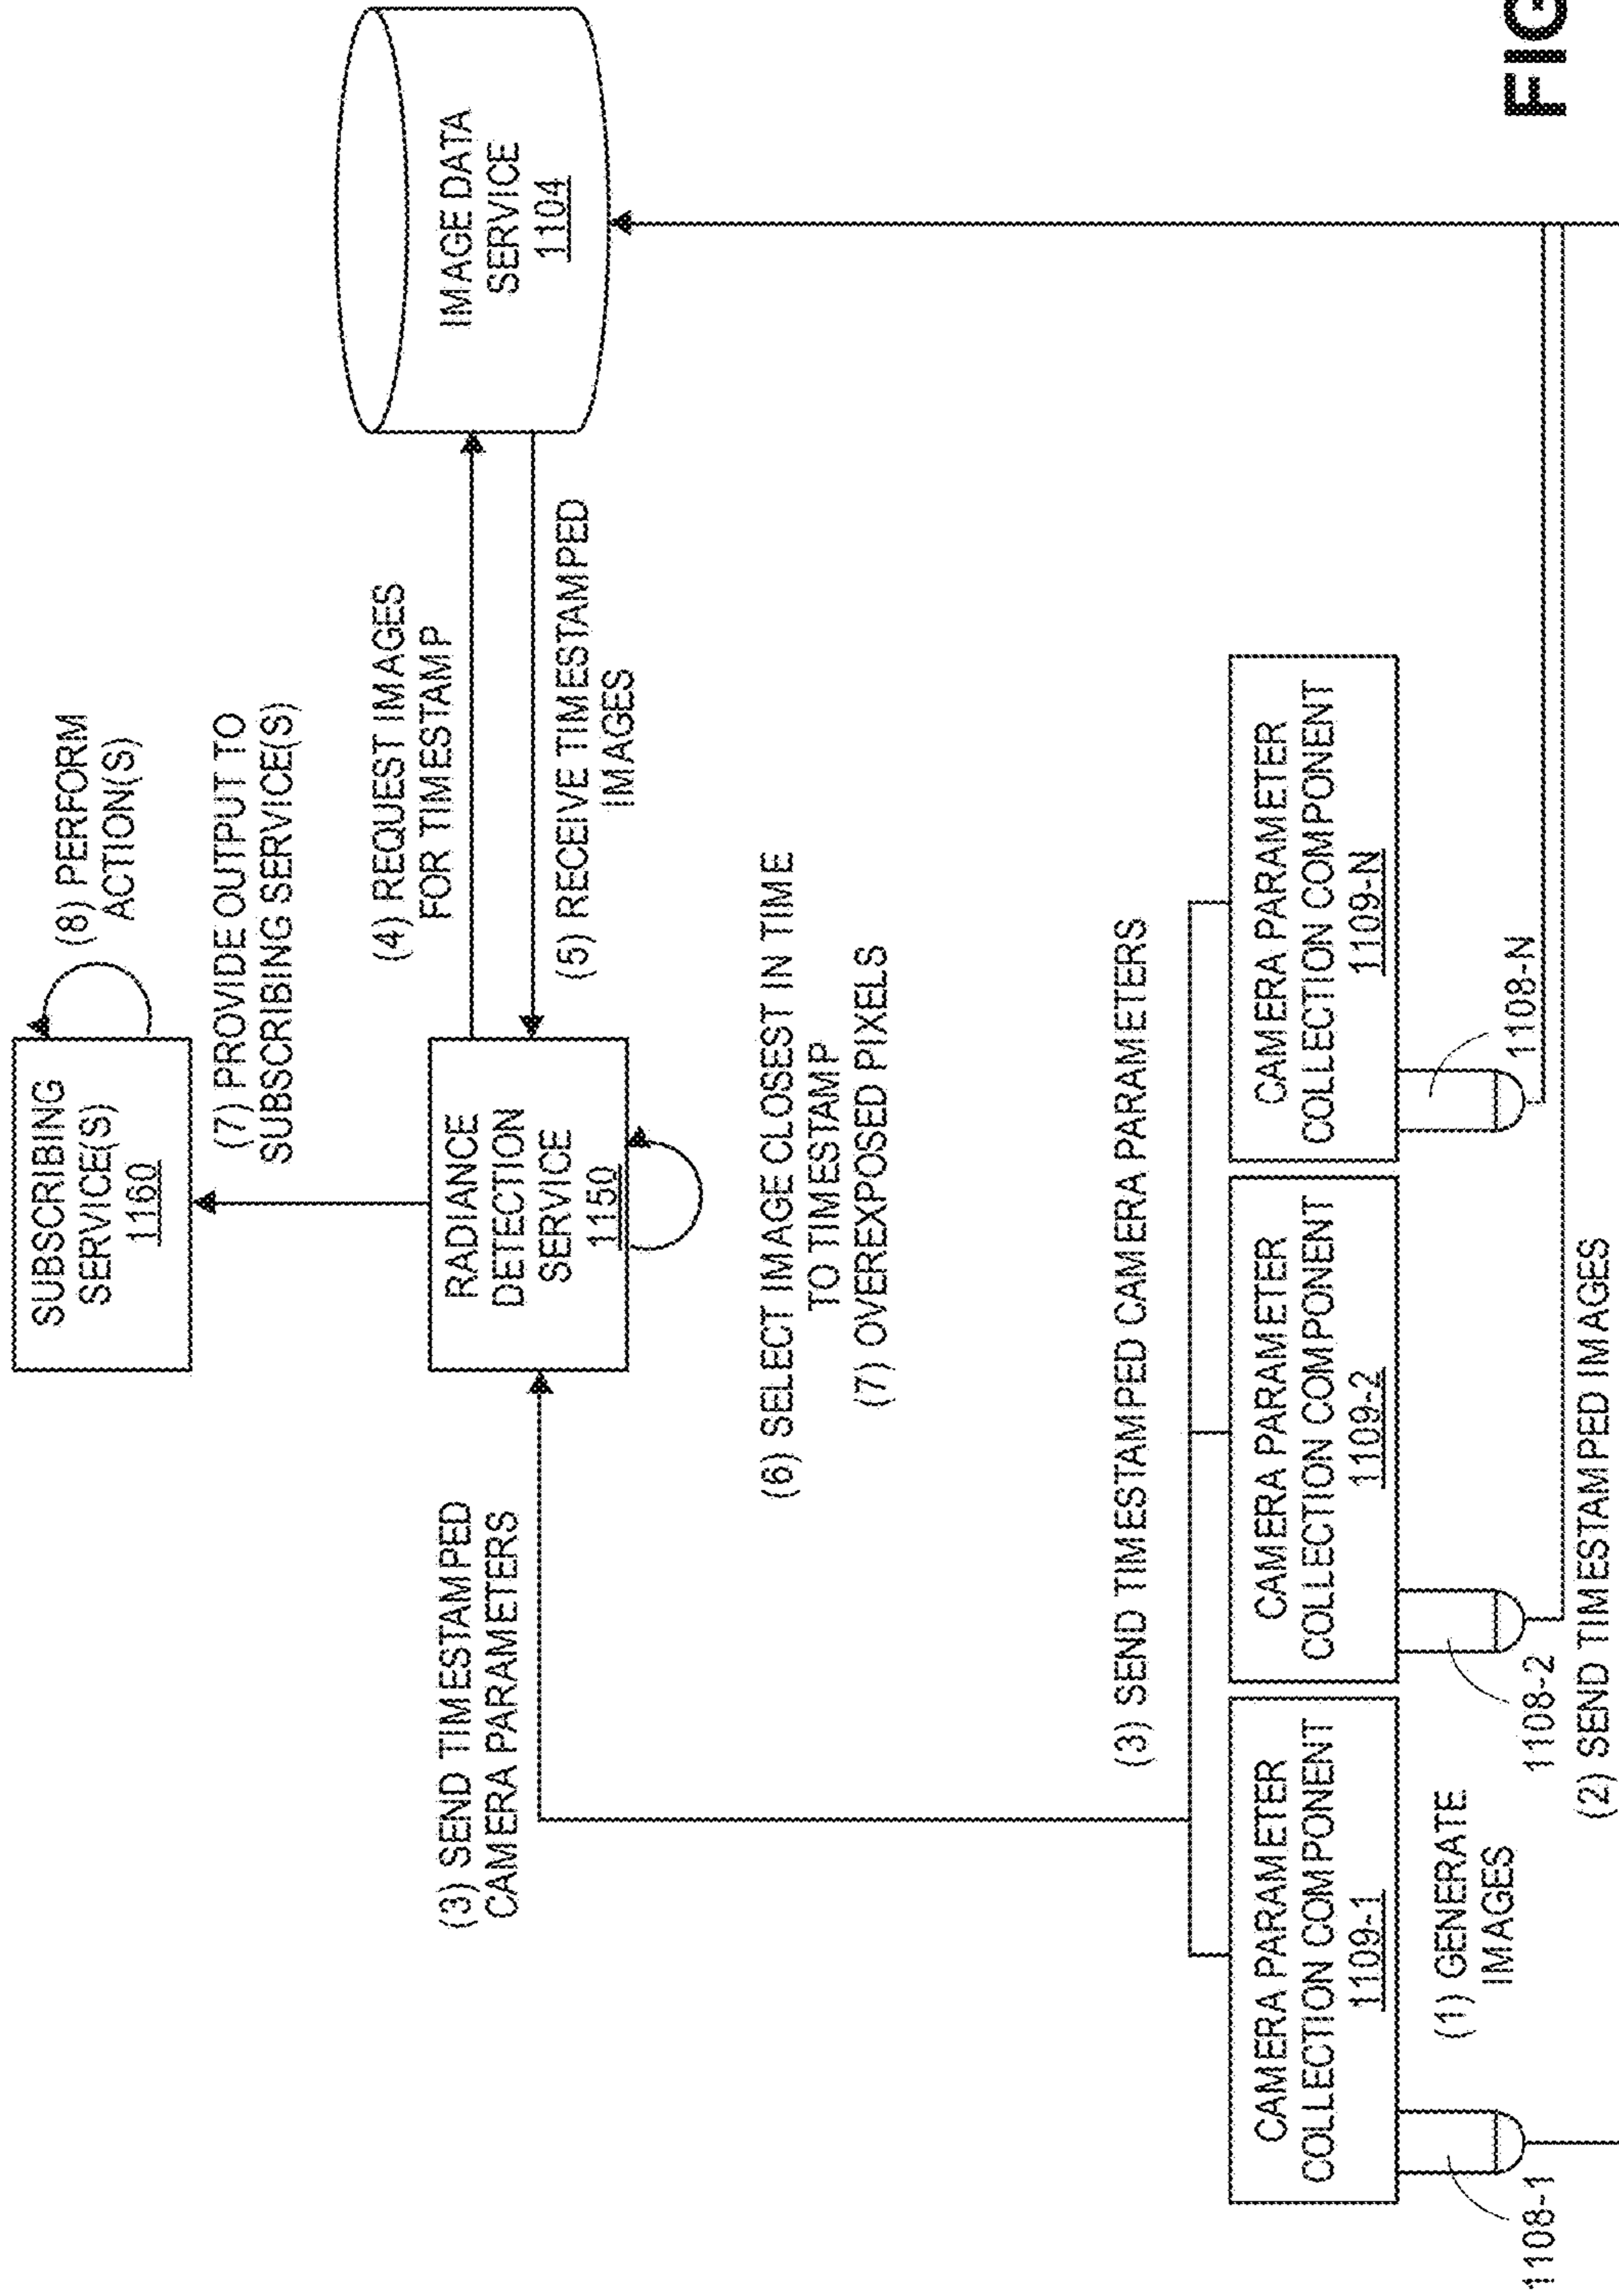 SUBSCRIBING
SERVICE(S)
1160
(8) PERFORM
ACTION(S)
(7) PROVIDE OUTPUT TO
SUBSCRIBING SERVICE(S)
(3) SEND TIMESTAMPED
CAMERA PARAMETERS
RADIANCE
DETECTION
SERVICE
1150
(4) REQUEST IMAGES
FOR TIMESTAMP
(5) RECEIVE TIMESTAMPED
IMAGES
IMAGE DATA
SERVICE
1104
(6) SELECT IMAGE CLOSEST IN TIME
TO TIMESTAMP
(7) OVEREXPOSED PIXELS
(3) SEND TIMESTAMPED CAMERA PARAMETERS
CAMERA PARAMETER
COLLECTION COMPONENT
1109-1
CAMERA PARAMETER
COLLECTION COMPONENT
1109-2
CAMERA PARAMETER
COLLECTION COMPONENT
1109-N
1108-1
(1) GENERATE
IMAGES
1108-2
1108-N
(2) SEND TIMESTAMPED IMAGES
FIG